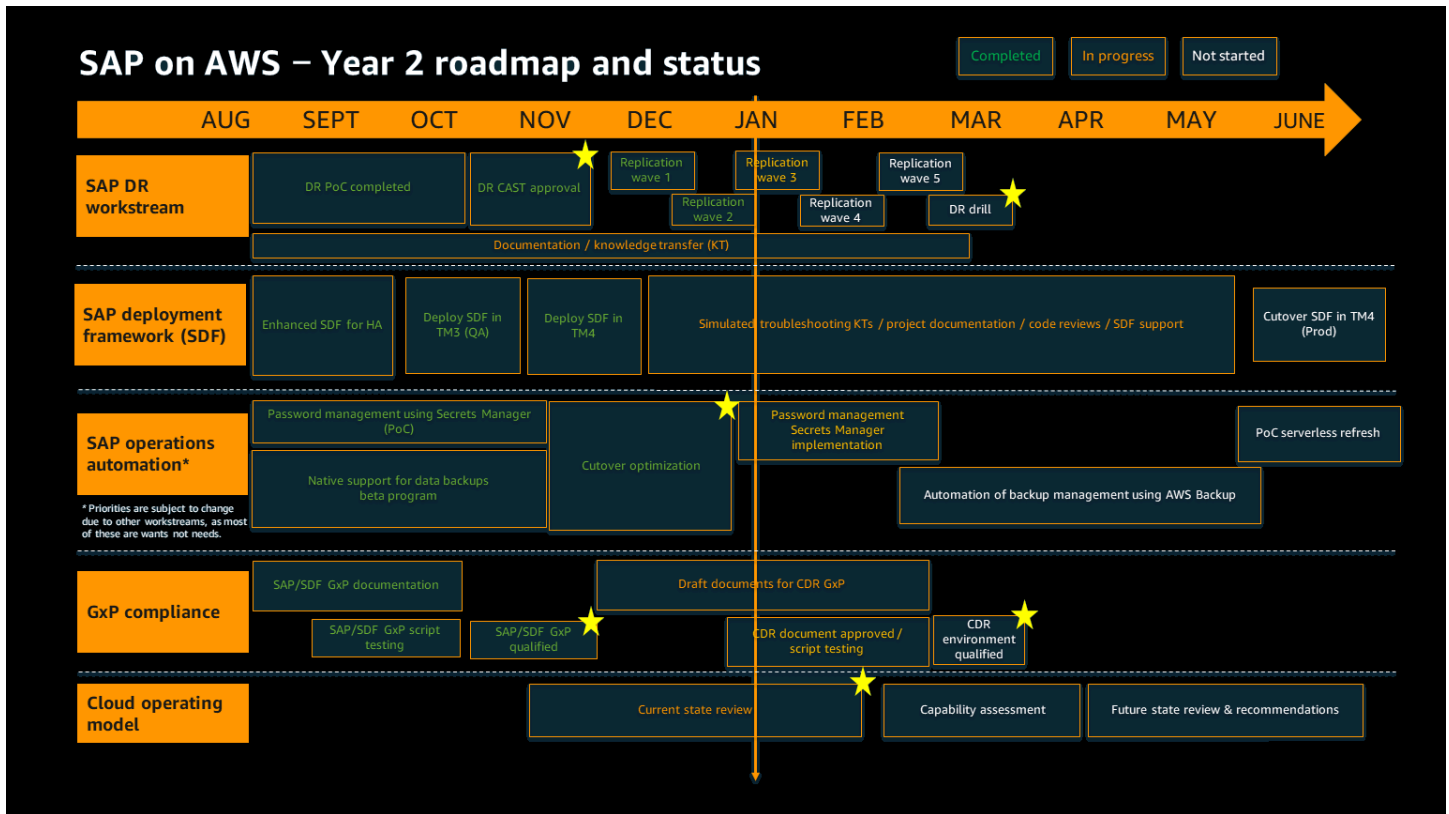 SAP on AWS – Year 2 roadmap and status
Completed
In progress
Not started
AUG
SEPT
OCT
NOV
DEC
JAN
FEB
MAR
APR
MAY
JUNE
SAP DR
workstream
DR PoC completed
DR CAST approval
Replication
wave 1
Replication
wave 2
Replication
wave 3
Replication
wave 4
Replication
wave 5
DR drill
Documentation / knowledge transfer (KT)
SAP deployment
framework (SDF)
Enhanced SDF for HA
Deploy SDF in
TM3 (QA)
Deploy SDF in
TM4
Simulated troubleshooting KTs / project documentation / code reviews / SDF support
Cutover SDF in TM4
(Prod)
SAP operations
automation*
* Priorities are subject to change
due to other workstreams, as most
of these are wants not needs.
Password management using Secrets Manager
(PoC)
Native support for data backups
beta program
Cutover optimization
Password management
Secrets Manager
implementation
Automation of backup management using AWS Backup
PoC serverless refresh
GxP compliance
SAP/SDF GxP documentation
SAP/SDF GxP script
testing
SAP/SDF GxP
qualified
Draft documents for CDR GxP
CDR document approved /
script testing
CDR
environment
qualified
Cloud operating
model
Current state review
Capability assessment
Future state review & recommendations